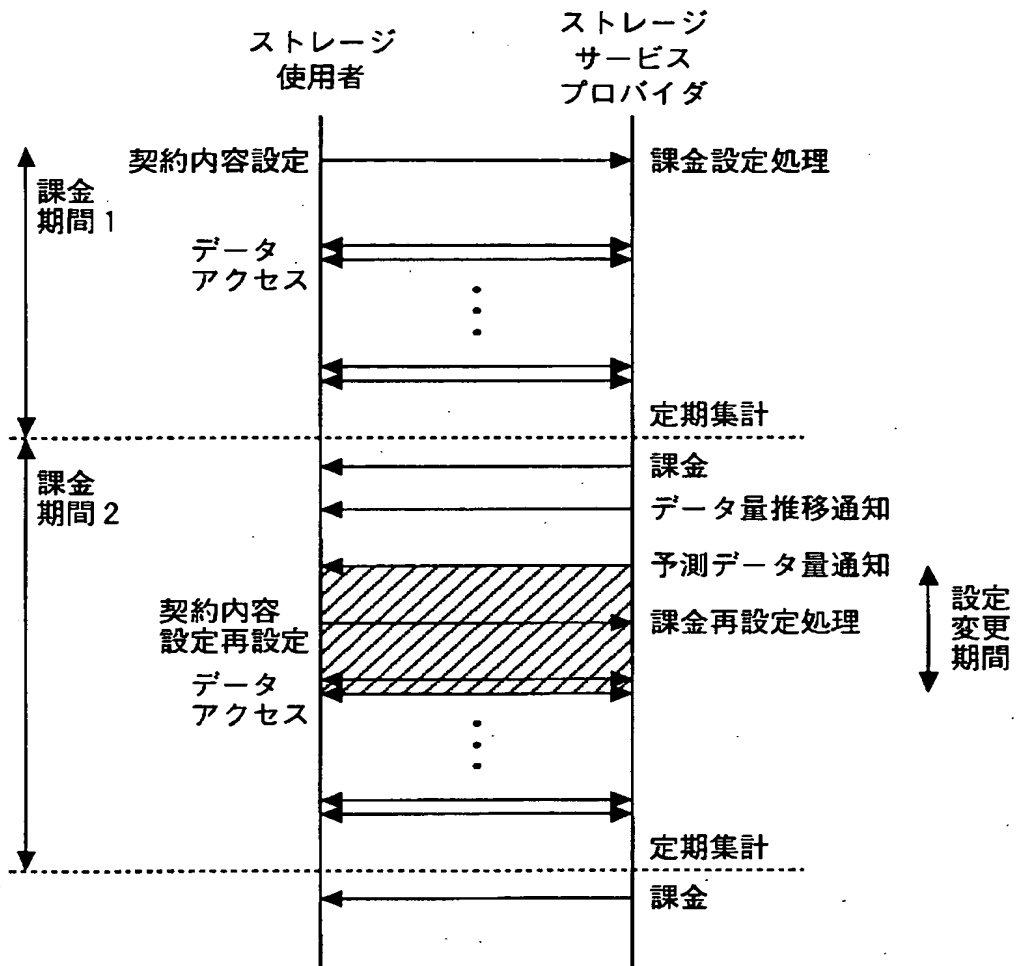 ストレージ
使用者
ストレージ
サービス
プロバイダ
課金
期間1
契約内容設定
課金設定処理
データ
アクセス
定期集計
課金
期間2
課金
データ量推移通知
予測データ量通知
契約内容
設定再設定
課金再設定処理
設定
変更
期間
データ
アクセス
定期集計
課金